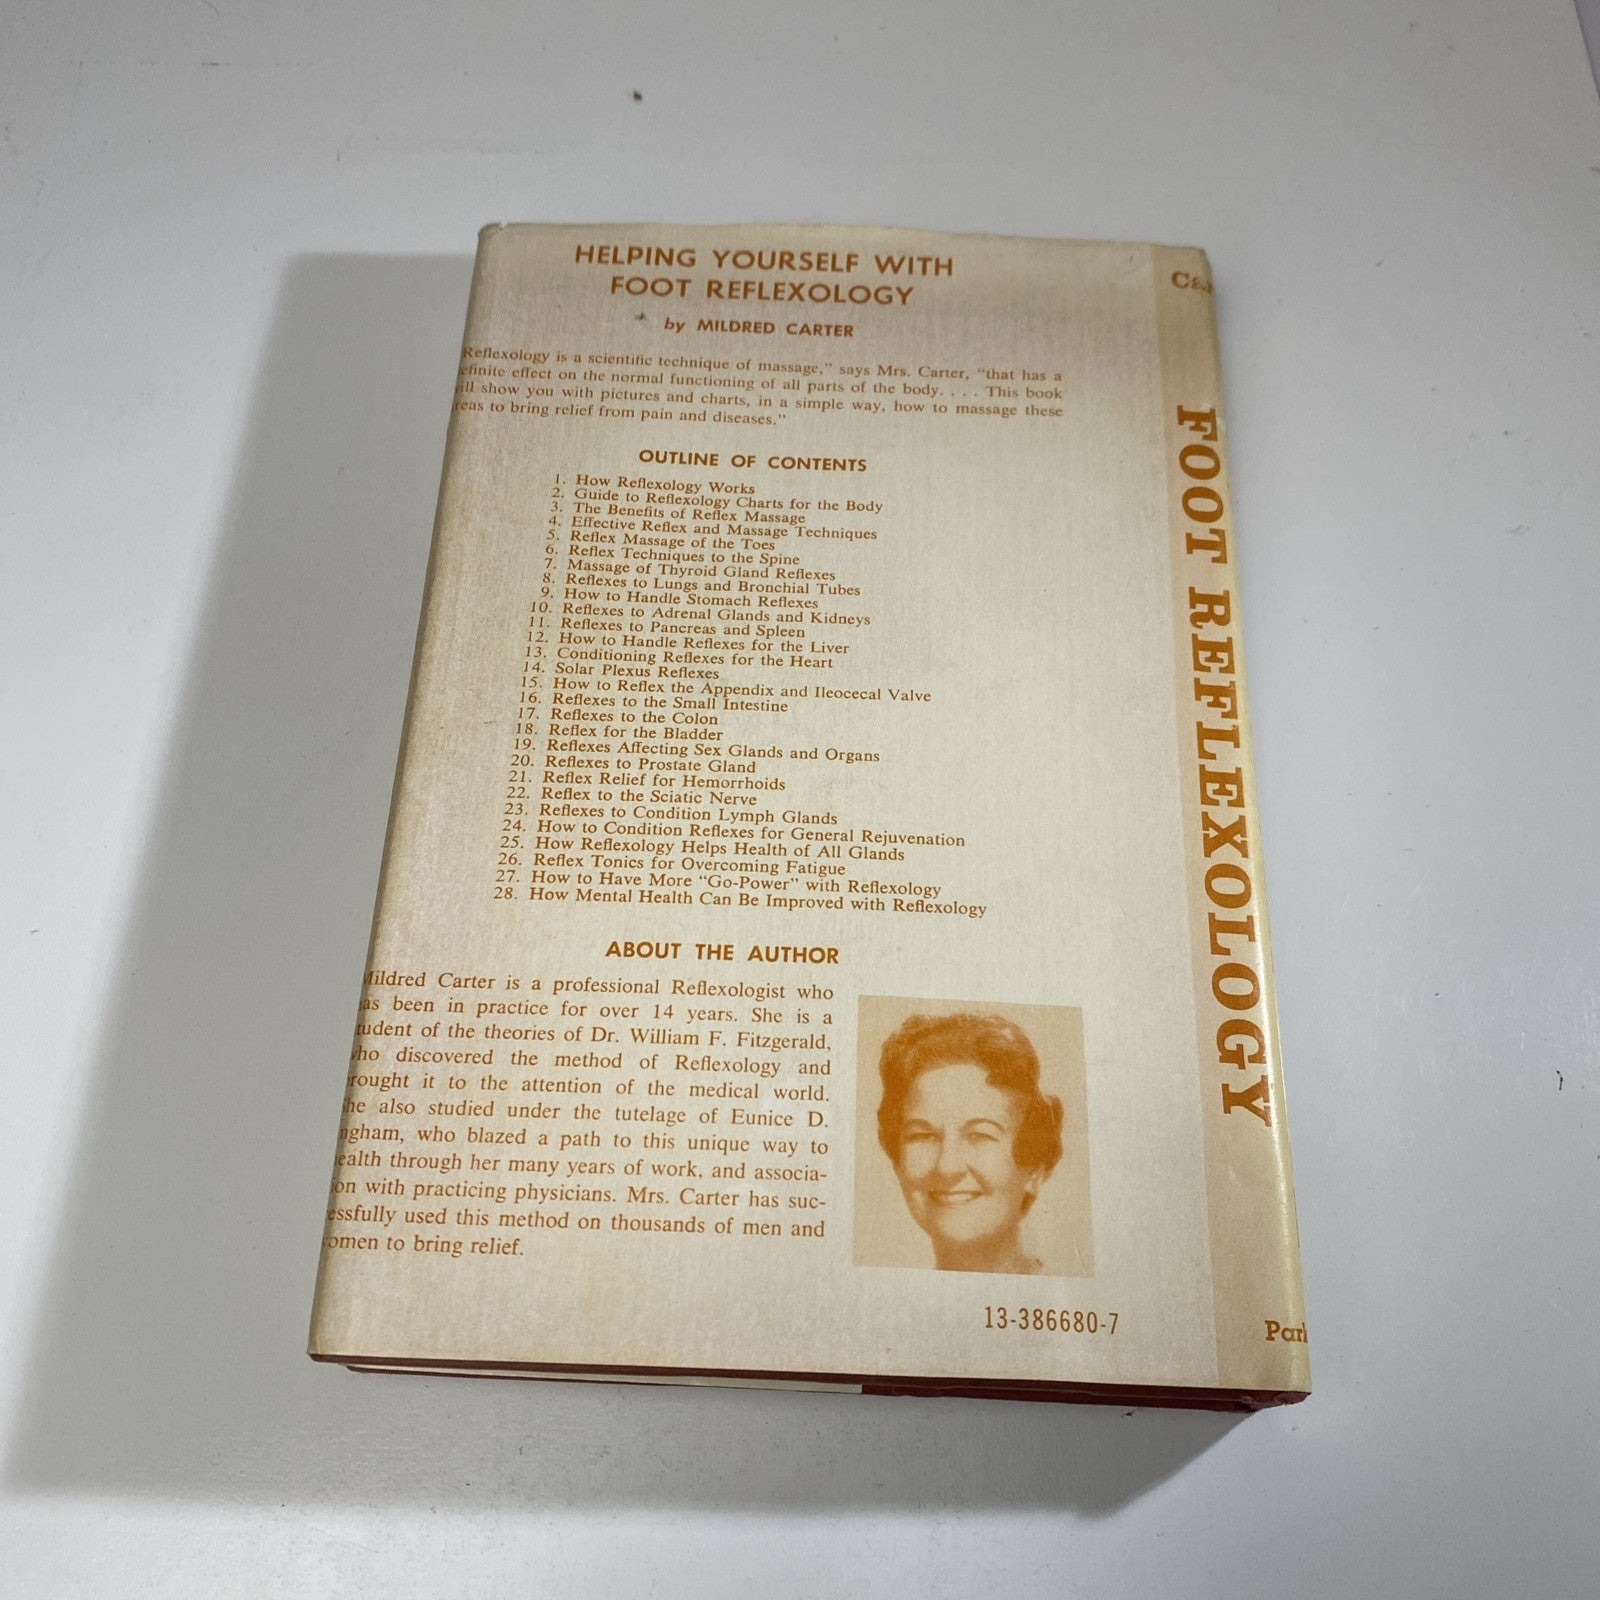 HELPING YOURSELF WITH
FOOT REFLEXOLOGY
by MILDRED CARTER
Reflexology is a scientific technique of massage," says Mrs. Carter, "that has a
efinite effect on the normal functioning of all parts of the body. . . . This book
ill show you with pictures and charts, in a simple way, how to massage these
reas to bring relief from pain and diseases."
OUTLINE OF CONTENTS
1. How Reflexology Works
2. Guide to Reflexology Charts for the Body
3. The Benefits of Reflex Massage
4. Effective Reflex and Massage Techniques
5. Reflex Massage of the Toes
6. Reflex Techniques to the Spine
7. Massage of Thyroid Gland Reflexes
8. Reflexes to Lungs and Bronchial Tubes
9. How to Handle Stomach Reflexes
10. Reflexes to Adrenal Glands and Kidneys
11. Reflexes to Pancreas and Spleen
12. How to Handle Reflexes for the Liver
13. Conditioning Reflexes for the Heart
14. Solar Plexus Reflexes
15. How to Reflex the Appendix and Ileocecal Valve
16. Reflexes to the Small Intestine
17. Reflexes to the Colon
18. Reflex for the Bladder
19. Reflexes Affecting Sex Glands and Organs
20. Reflexes to Prostate Gland
21. Reflex Relief for Hemorrhoids
22. Reflex to the Sciatic Nerve
23. Reflexes to Condition Lymph Glands
24. How to Condition Reflexes for General Rejuvenation
25. How Reflexology Helps Health of All Glands
26. Reflex Tonics for Overcoming Fatigue
27. How to Have More "Go-Power" with Reflexology
28. How Mental Health Can Be Improved with Reflexology
ABOUT THE AUTHOR
Mildred Carter is a professional Reflexologist who
as been in practice for over 14 years. She is a
tudent of the theories of Dr. William F. Fitzgerald,
ho discovered the method of Reflexology and
rought it to the attention of the medical world.
he also studied under the tutelage of Eunice D.
ngham, who blazed a path to this unique way to
ealth through her many years of work, and associa-
ion with practicing physicians. Mrs. Carter has suc-
essfully used this method on thousands of men and
omen to bring relief.
13-386680-7
Ca
FOOT REFLEXOLOGY
Par